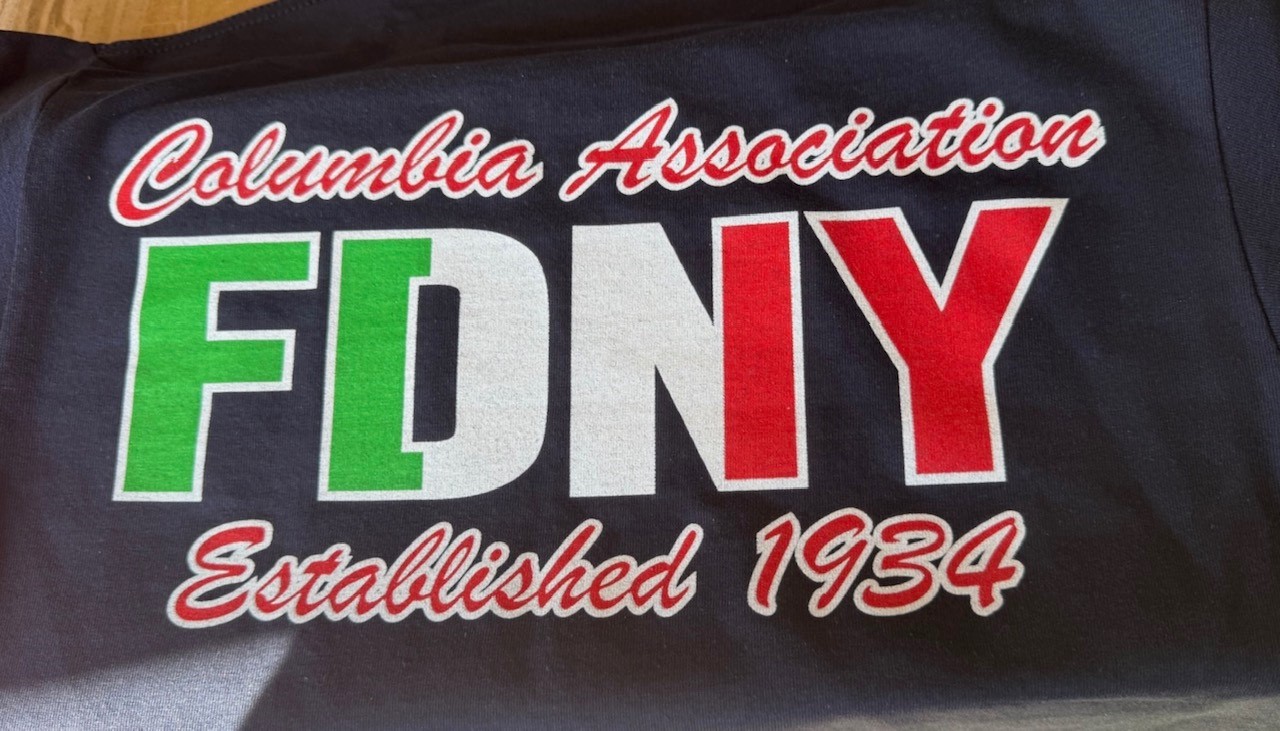 Columbia Association
FDNY
Established 1934